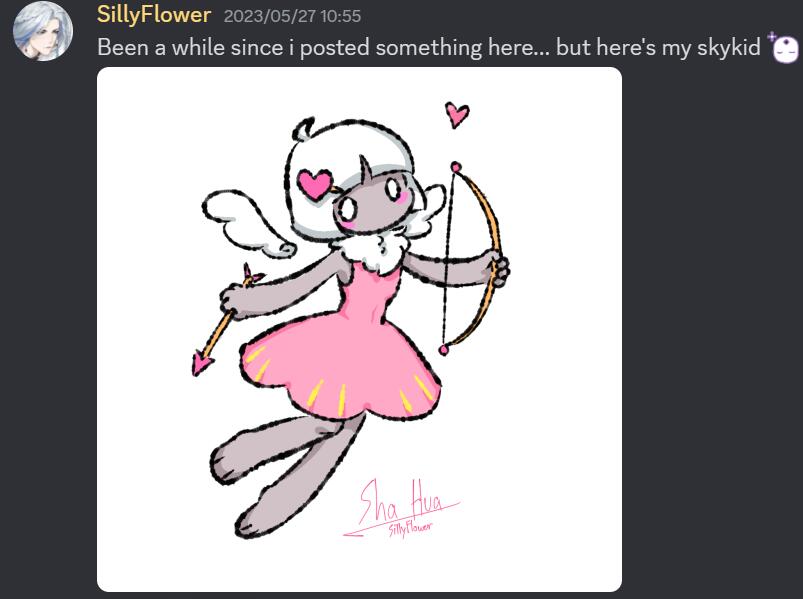 SillyFlower 2023/05/27 10:55
Been a while since i posted something here... but here's my skykid
Sha Hua
SillyFlower